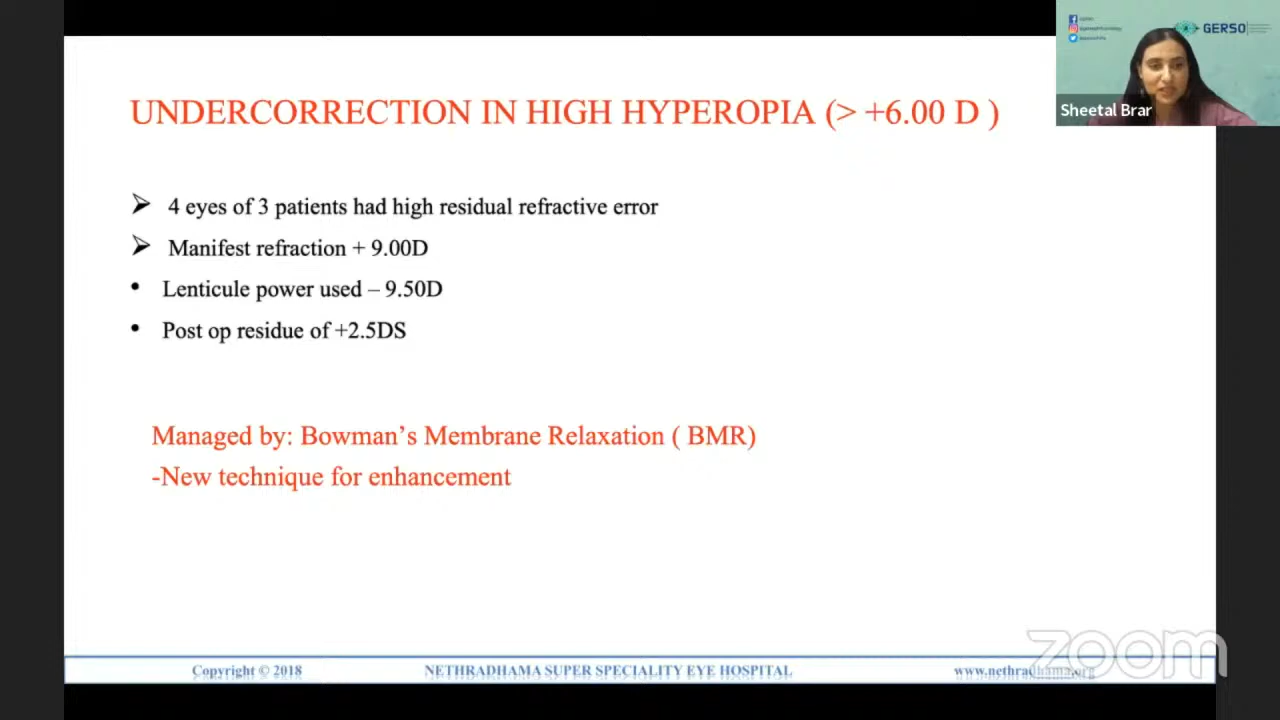 UNDERCORRECTION IN HIGH HYPEROPIA (> +6.00 D )
4 eyes of 3 patients had high residual refractive error
Manifest refraction + 9.00D
Lenticule power used – 9.50D
Post op residue of +2.5DS
Managed by: Bowman’s Membrane Relaxation ( BMR)
-New technique for enhancement
Copyright © 2018
NETHRADHAMA SUPER SPECIALITY EYE HOSPITAL
www.nethradhama.org
zoom
GERSO
Sheetal Brar